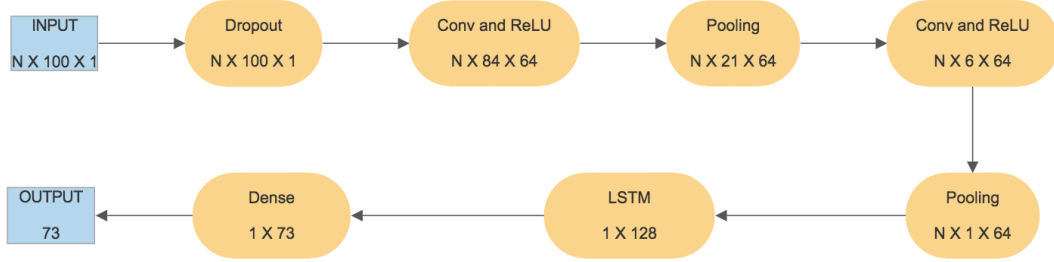 INPUT
N X 100 X 1
Dropout
N X 100 X 1
Conv and ReLU
N X 84 X 64
Pooling
N X 21 X 64
Conv and ReLU
N X 6 X 64
Pooling
N X 1 X 64
LSTM
1 X 128
Dense
1 X 73
OUTPUT
73